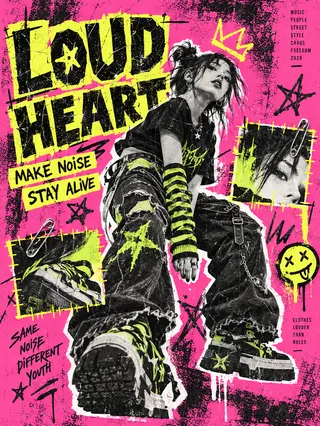 LOUD
HEART
MAKE NOiSE
STAY ALiVE
MUSIC
PEOPLE
STREET
STYLE
CHAOS
FREEDOM
2026
SAME
NOISE
DIFFERENT
YOUTH
CLOTHES
LOUDER
THAN
RULES